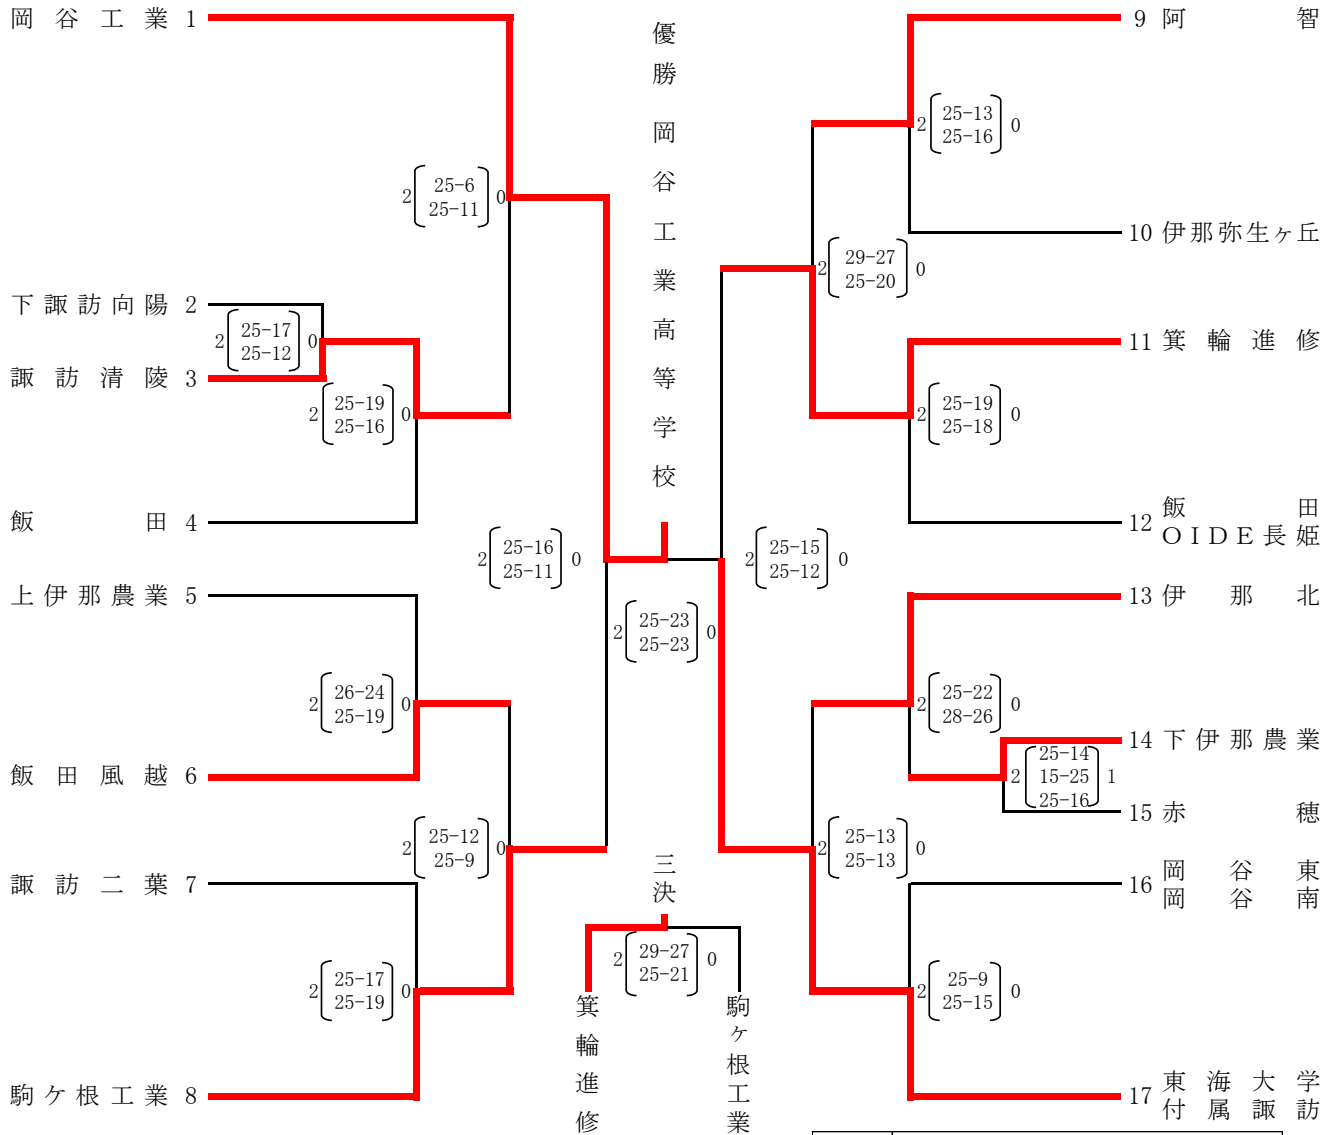 岡谷工業 1
下諏訪向陽 2
諏訪清陵 3
飯田 4
上伊那農業 5
飯田風越 6
諏訪二葉 7
駒ケ根工業 8
2 25-6 0
25-11
2 25-17 0
25-12
2 25-19 0
25-16
2 25-16 0
25-11
2 26-24 0
25-19
2 25-12 0
25-9
2 25-17 0
25-19
優勝 岡谷工業高等学校
2 25-23 0
25-23
三決
2 29-27 0
25-21
箕輪進修
駒ヶ根工業
2 25-13 0
25-16
2 29-27 0
25-20
2 25-19 0
25-18
2 25-15 0
25-12
2 25-22 0
28-26
25-14
2 15-25 1
25-16
2 25-13 0
25-13
2 25-9 0
25-15
9 阿智
10 伊那弥生ヶ丘
11 箕輪進修
12 飯田
OIDE長姫
13 伊那北
14 下伊那農業
15 赤穂
16 岡谷東
岡谷南
17 東海大学
付属諏訪